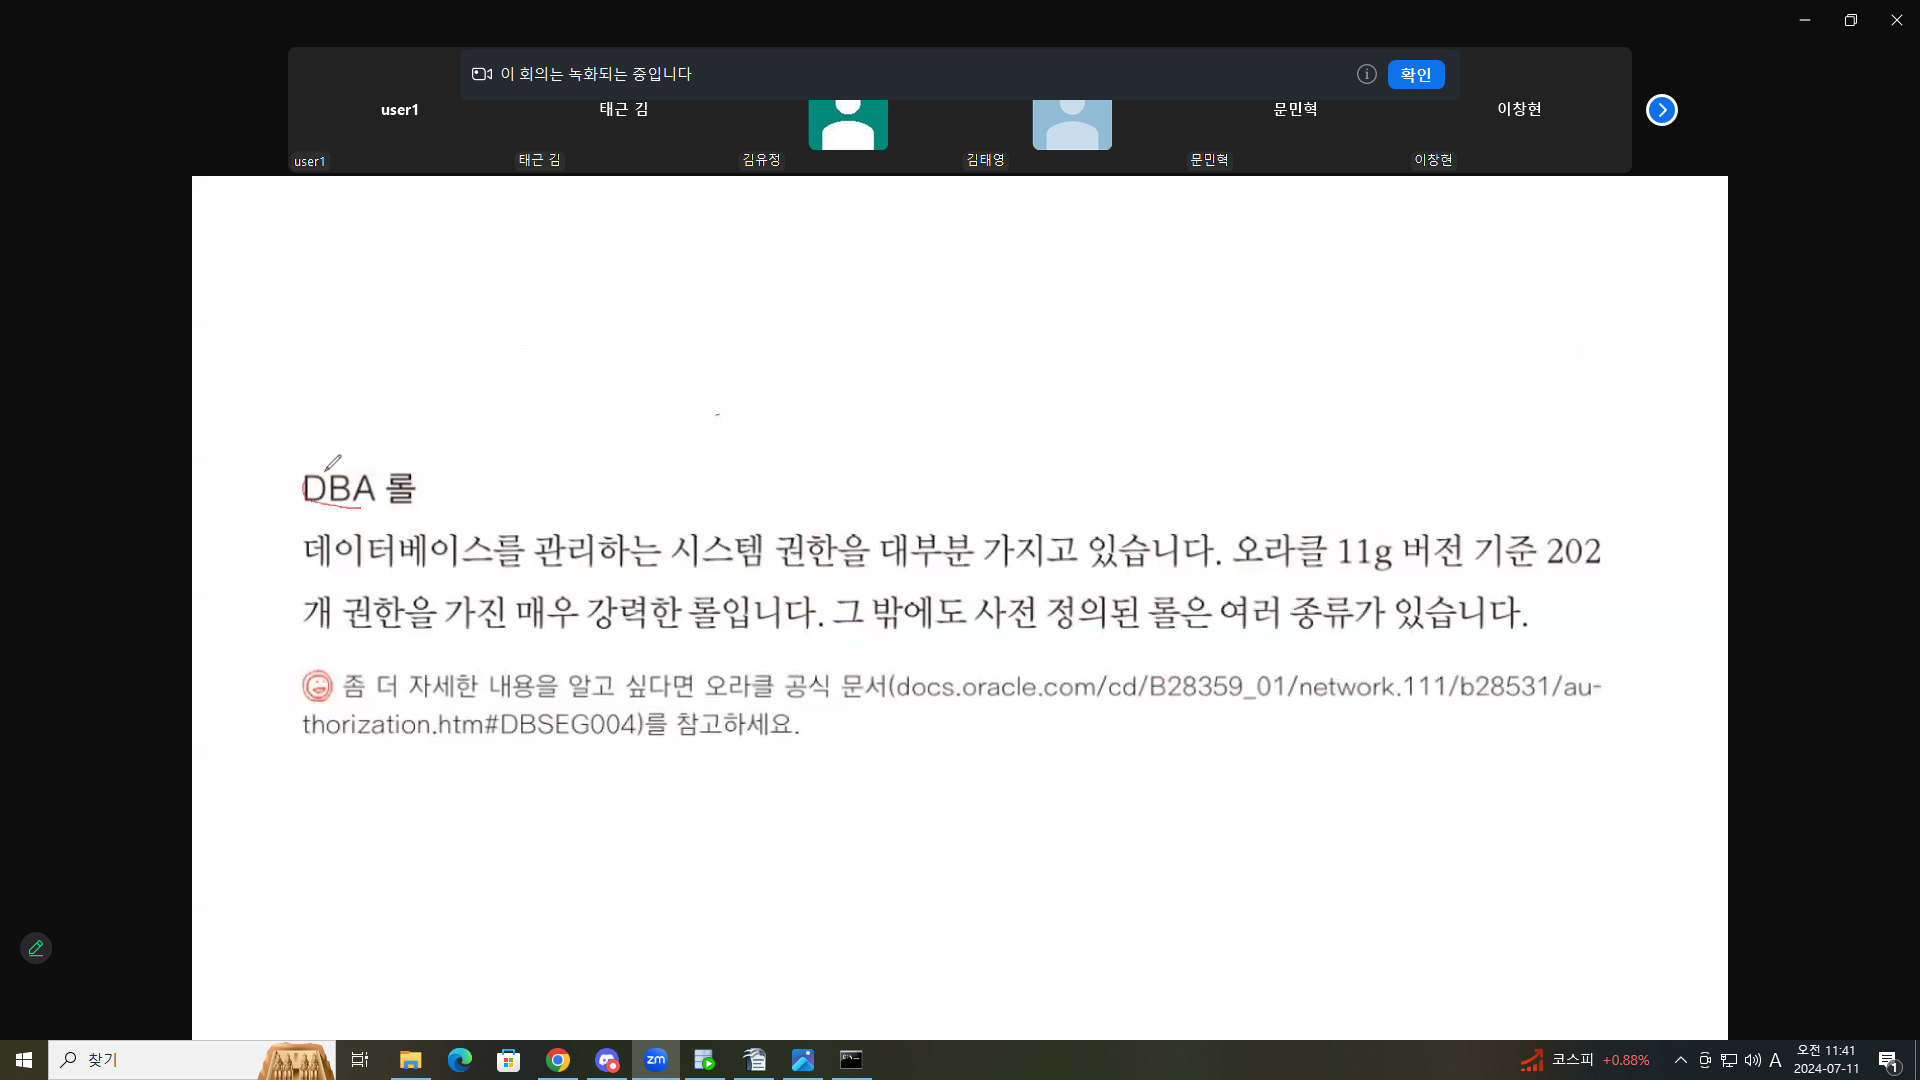 이 회의는 녹화되는 중입니다
확인
user1
태근 김
문민혁
이창현
user1
태근 김
김유정
김태영
문민혁
이창현
DBA 롤
데이터베이스를 관리하는 시스템 권한을 대부분 가지고 있습니다. 오라클 11g 버전 기준 202
개 권한을 가진 매우 강력한 롤입니다. 그 밖에도 사전 정의된 롤은 여러 종류가 있습니다.
좀 더 자세한 내용을 알고 싶다면 오라클 공식 문서(docs.oracle.com/cd/B28359_01/network.111/b28531/au-
thorization.htm#DBSEG004)를 참고하세요.
찾기
zm
코스피 +0.88%
A
오전 11:41
2024-07-11
1